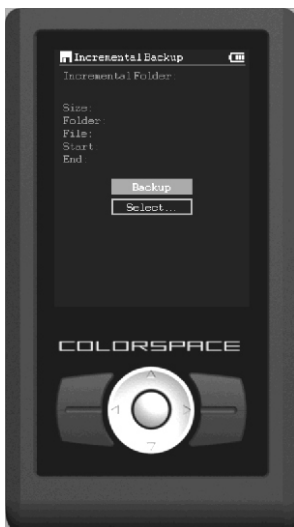 Incremental Backup
Incremental Folder
Size:
Folder:
File:
Start:
End:
Backup
Select...
COLORSPACE